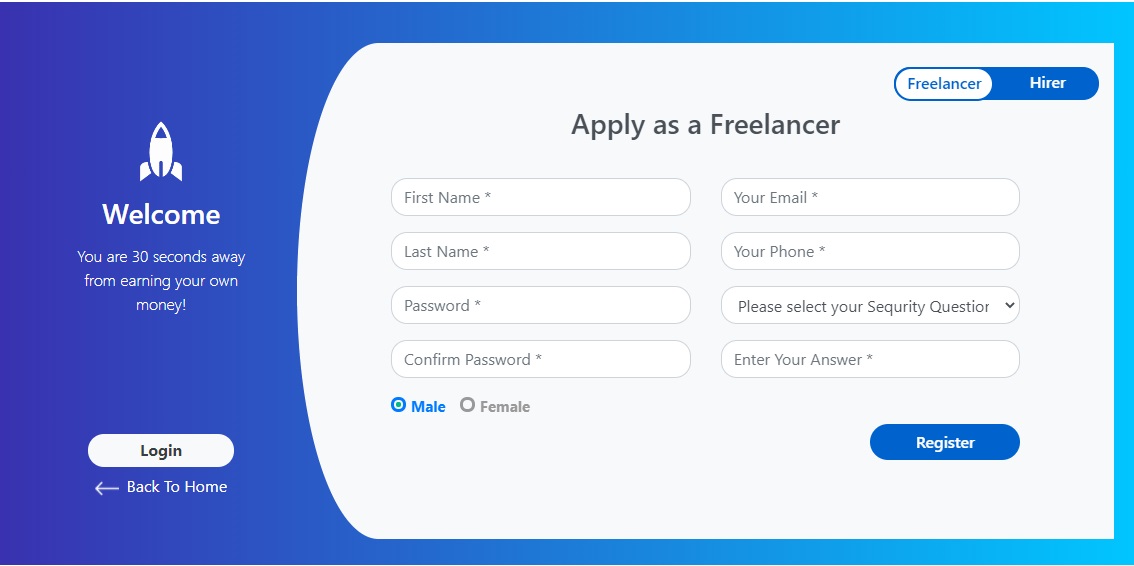 Welcome
You are 30 seconds away
from earning your own
money!
Login
Back To Home
Freelancer
Hirer
Apply as a Freelancer
First Name *
Your Email *
Last Name *
Your Phone *
Password *
Please select your Sequrity Question
Confirm Password *
Enter Your Answer *
Male
Female
Register